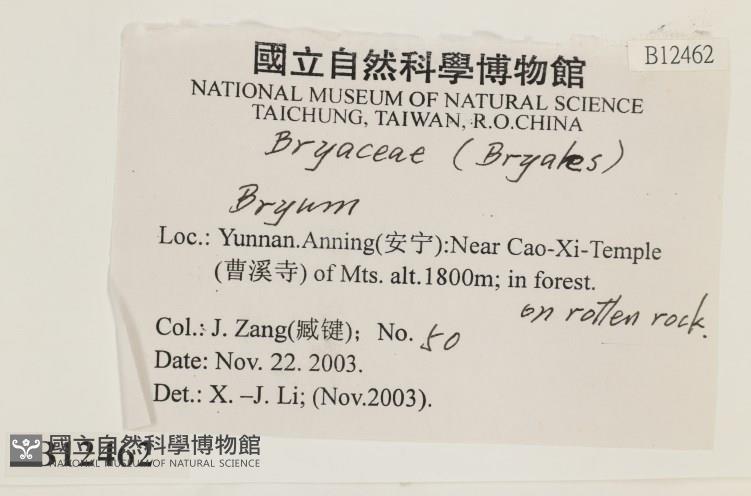 國立自然科學博物館
B12462
NATIONAL MUSEUM OF NATURAL SCIENCE
TAICHUNG, TAIWAN, R.O.CHINA
Bryaceae (Bryales)
Bryum
Loc.: Yunnan.Anning(安宁):Near Cao-Xi-Temple
(曹溪寺) of Mts. alt.1800m; in forest.
on rotten rock.
Col.: J. Zang(臧键); No. 50
Date: Nov. 22. 2003.
Det.: X. –J. Li; (Nov.2003).
B12462
國立自然科學博物館
NATIONAL MUSEUM OF NATURAL SCIENCE